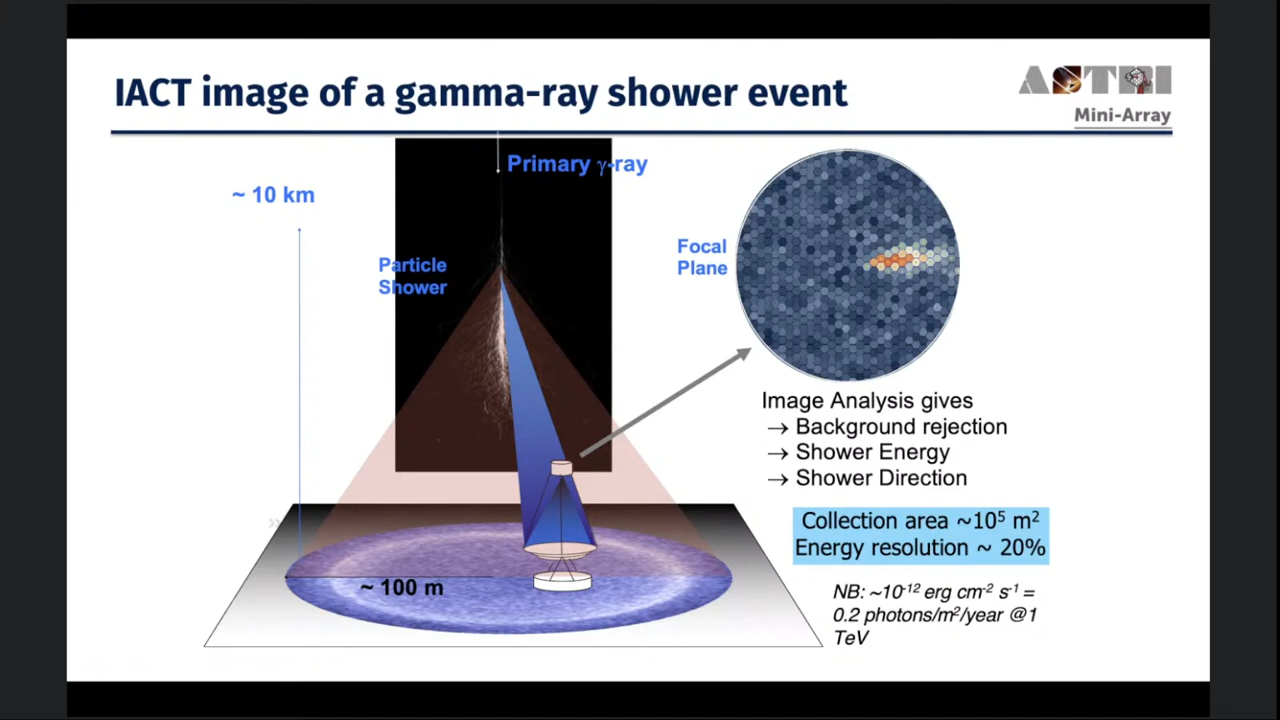 IACT image of a gamma-ray shower event
ASTRI
Mini-Array
Primary γ-ray
~ 10 km
Particle
Shower
Focal
Plane
Image Analysis gives
→ Background rejection
→ Shower Energy
→ Shower Direction
Collection area ~10⁵ m²
Energy resolution ~ 20%
~ 100 m
NB: ~10⁻¹² erg cm⁻² s⁻¹ =
0.2 photons/m²/year @1
TeV